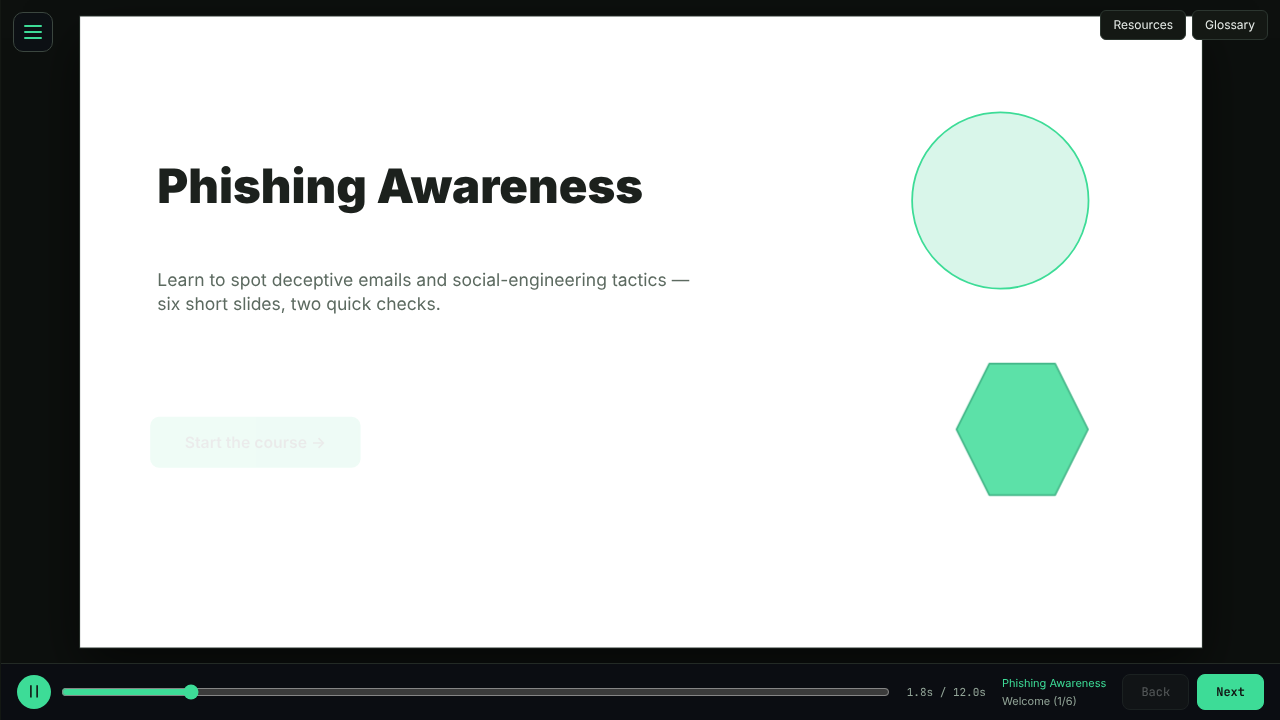 Resources
Glossary
Phishing Awareness
Learn to spot deceptive emails and social-engineering tactics —
six short slides, two quick checks.
Start the course →
1.8s / 12.0s
Phishing Awareness
Welcome (1/6)
Back
Next